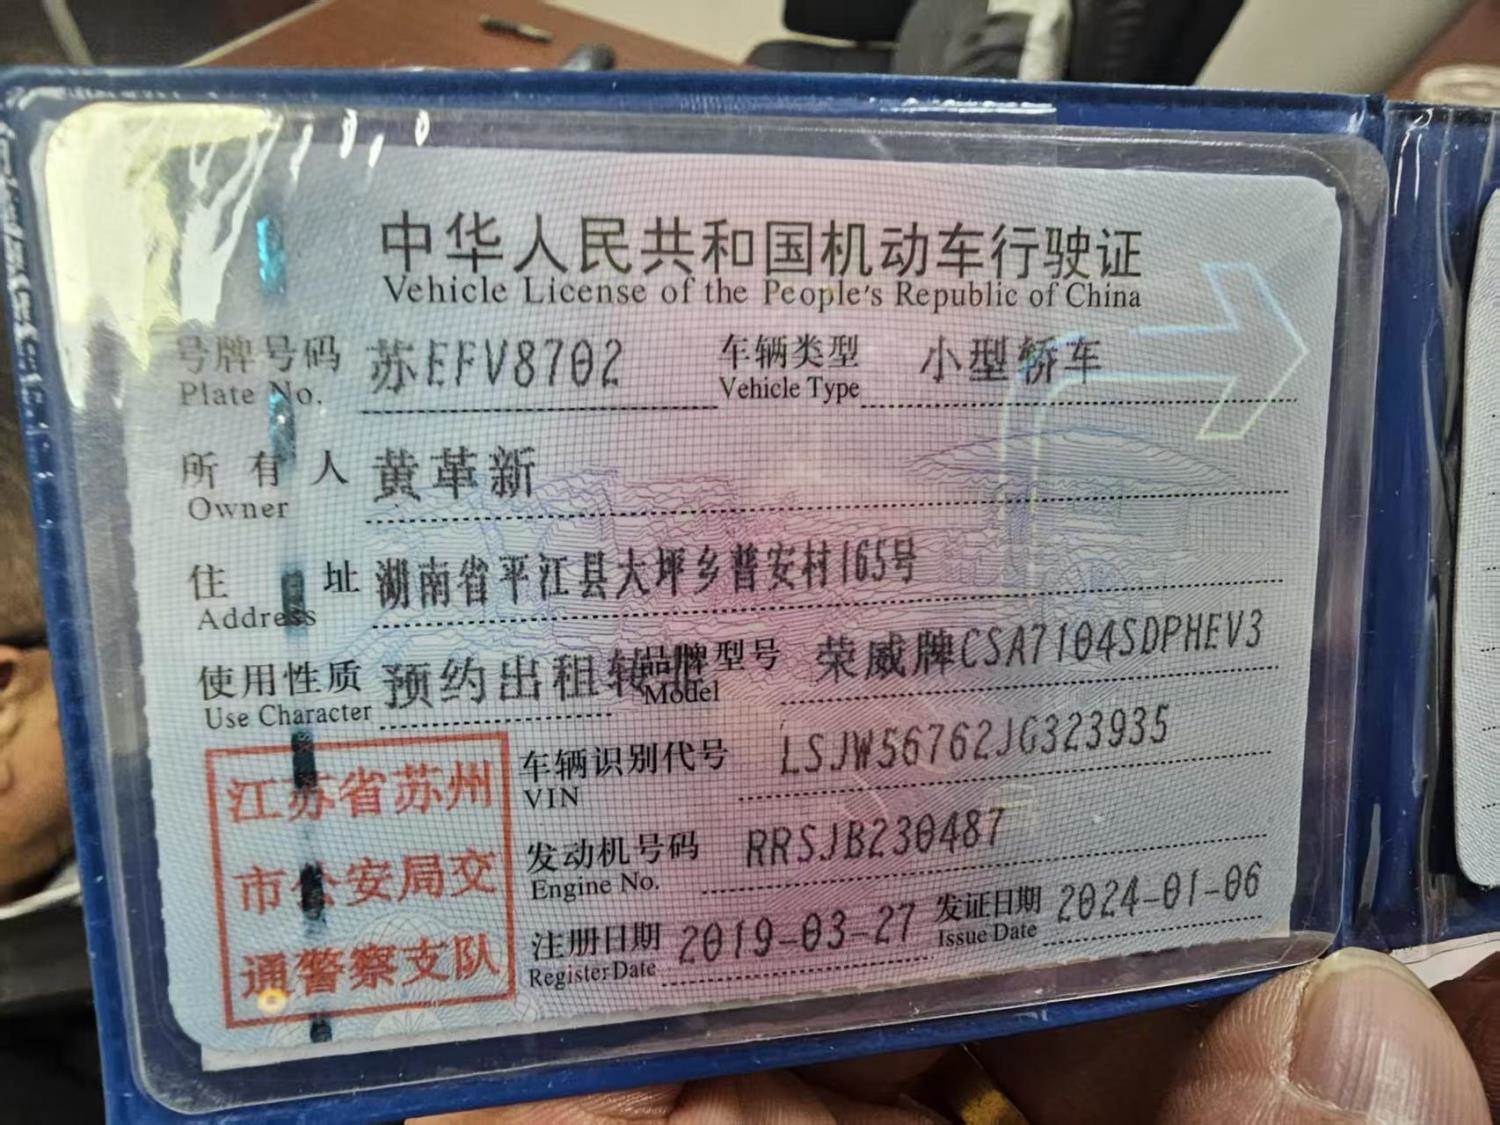 中华人民共和国机动车行驶证
Vehicle License of the People's Republic of China
号牌号码 苏EFV8702 车辆类型 小型轿车
Plate No. Vehicle Type
所有人 黄革新
Owner
住址 湖南省平江县大坪乡普安村165号
Address
使用性质 预约出租转非 品牌型号 荣威牌CSA7104SDPHEV3
Use Character Model
车辆识别代号 LSJW56762JG323935
VIN
发动机号码 RRSJB230487
Engine No.
注册日期 2019-03-27 发证日期 2024-01-06
Register Date Issue Date
江苏省苏州
市公安局交
通警察支队